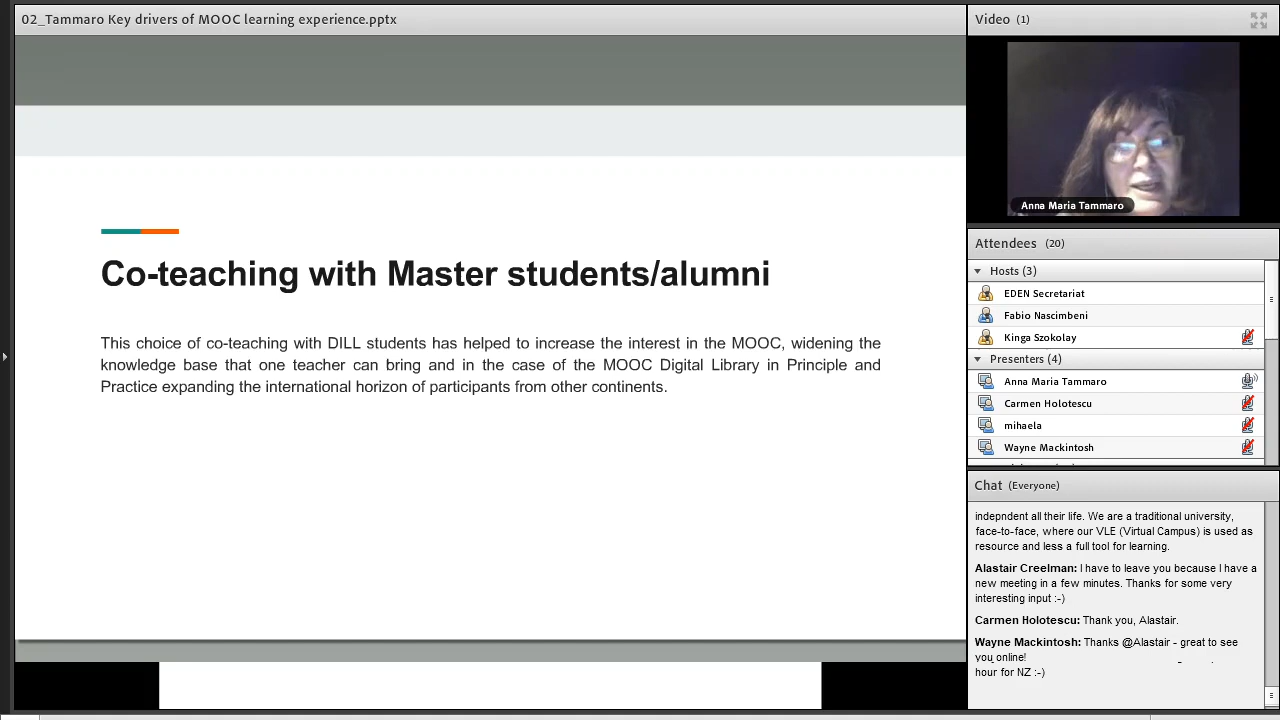 02_Tammaro Key drivers of MOOC learning experience.pptx
Co-teaching with Master students/alumni
This choice of co-teaching with DILL students has helped to increase the interest in the MOOC, widening the
knowledge base that one teacher can bring and in the case of the MOOC Digital Library in Principle and
Practice expanding the international horizon of participants from other continents.
Video (1)
Anna Maria Tammaro
Attendees (20)
Hosts (3)
EDEN Secretariat
Fabio Nascimbeni
Kinga Szokolay
Presenters (4)
Anna Maria Tammaro
Carmen Holotescu
mihaela
Wayne Mackintosh
Chat (Everyone)
indepndent all their life. We are a traditional university,
face-to-face, where our VLE (Virtual Campus) is used as
resource and less a full tool for learning.
Alastair Creelman: I have to leave you because I have a
new meeting in a few minutes. Thanks for some very
interesting input :-)
Carmen Holotescu: Thank you, Alastair.
Wayne Mackintosh: Thanks @Alastair - great to see
you online!
hour for NZ :-)